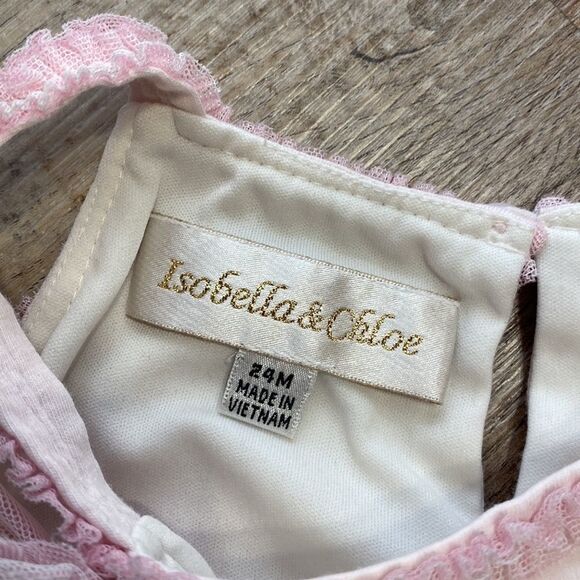 Isobella & Chloe
24M
MADE IN
VIETNAM